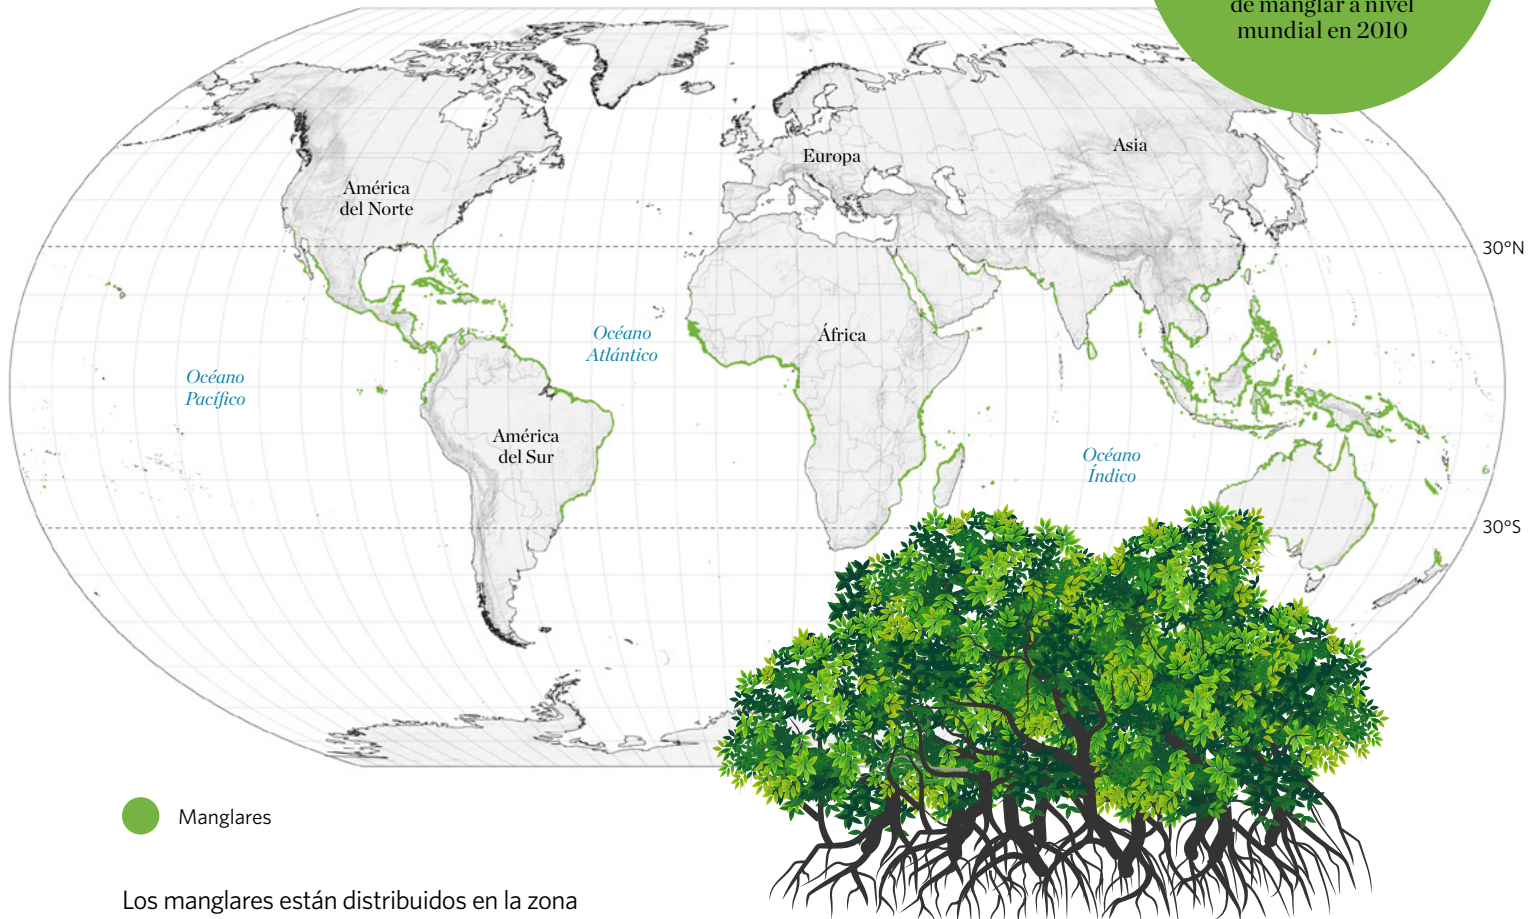 de manglar a nivel
mundial en 2010
Asia
Europa
América
del Norte
30°N
África
Océano
Atlántico
Océano
Pacífico
América
del Sur
Océano
Índico
30°S
Manglares
Los manglares están distribuidos en la zona